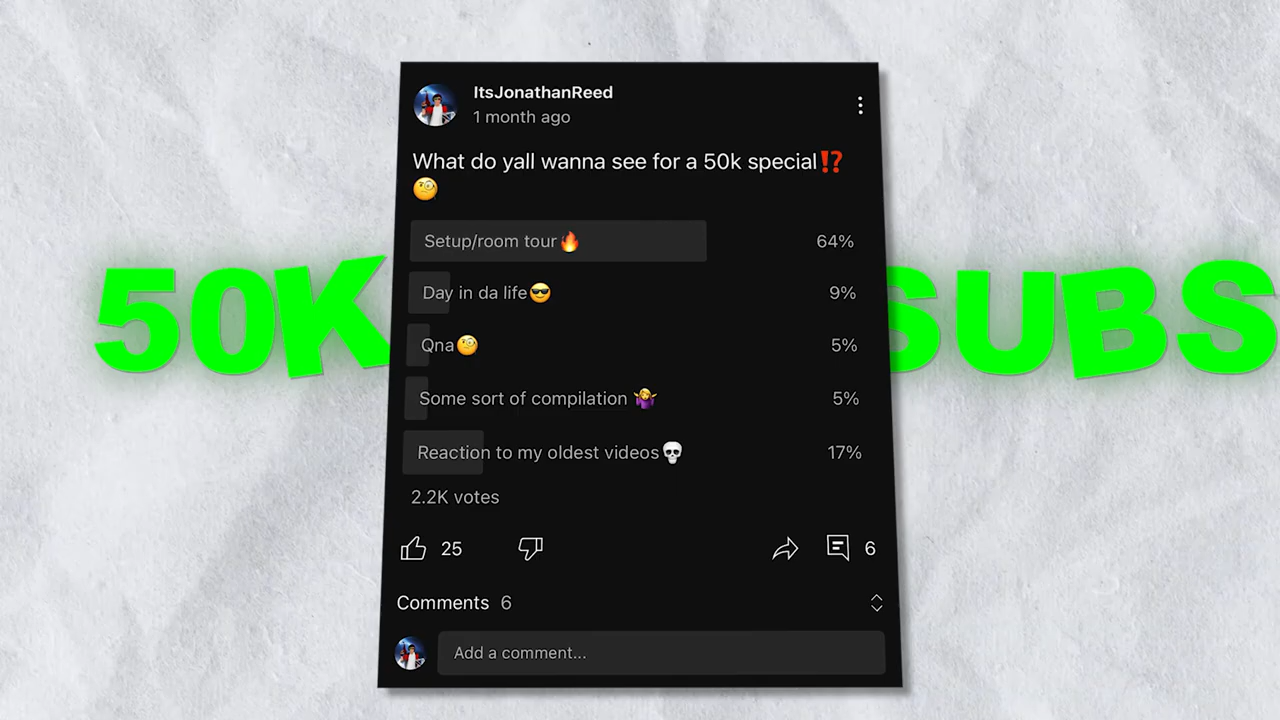 ItsJonathanReed
1 month ago
What do yall wanna see for a 50k special⁉️
🧐
Setup/room tour🔥 64%
50K SUBS
Day in da life😎 9%
Qna🧐 5%
Some sort of compilation 🤷‍♀️ 5%
Reaction to my oldest videos💀 17%
2.2K votes
25
6
Comments 6
Add a comment...